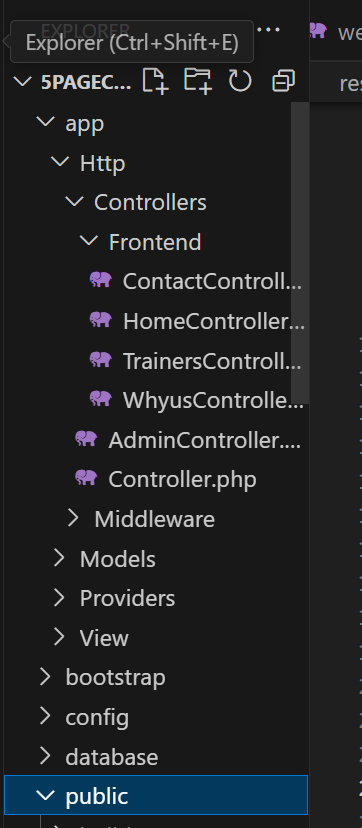 EXPLORER
...
we
Explorer (Ctrl+Shift+E)
5PAGEC...
res
app
Http
Controllers
Frontend
ContactControll...
HomeController...
TrainersControll...
WhyusControlle...
AdminController....
Controller.php
Middleware
Models
Providers
View
bootstrap
config
database
public